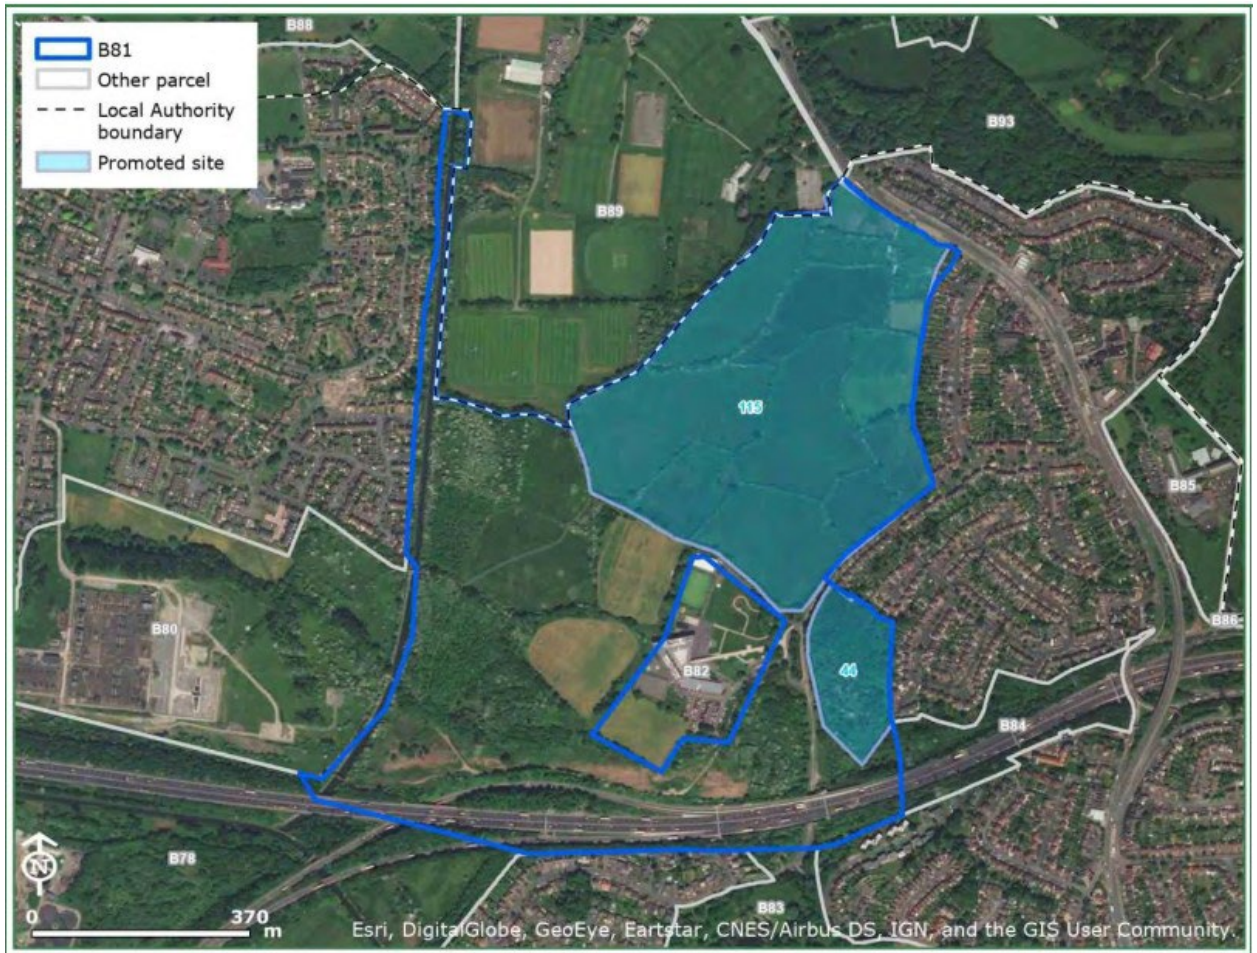 B88
B81
Other parcel
Local Authority
boundary
Promoted site
B93
B89
115
B85
B80
B86
B82
44
B84
B78
N
B83
0 370
m
Esri, DigitalGlobe, GeoEye, Eartstar, CNES/Airbus DS, IGN, and the GIS User Community.